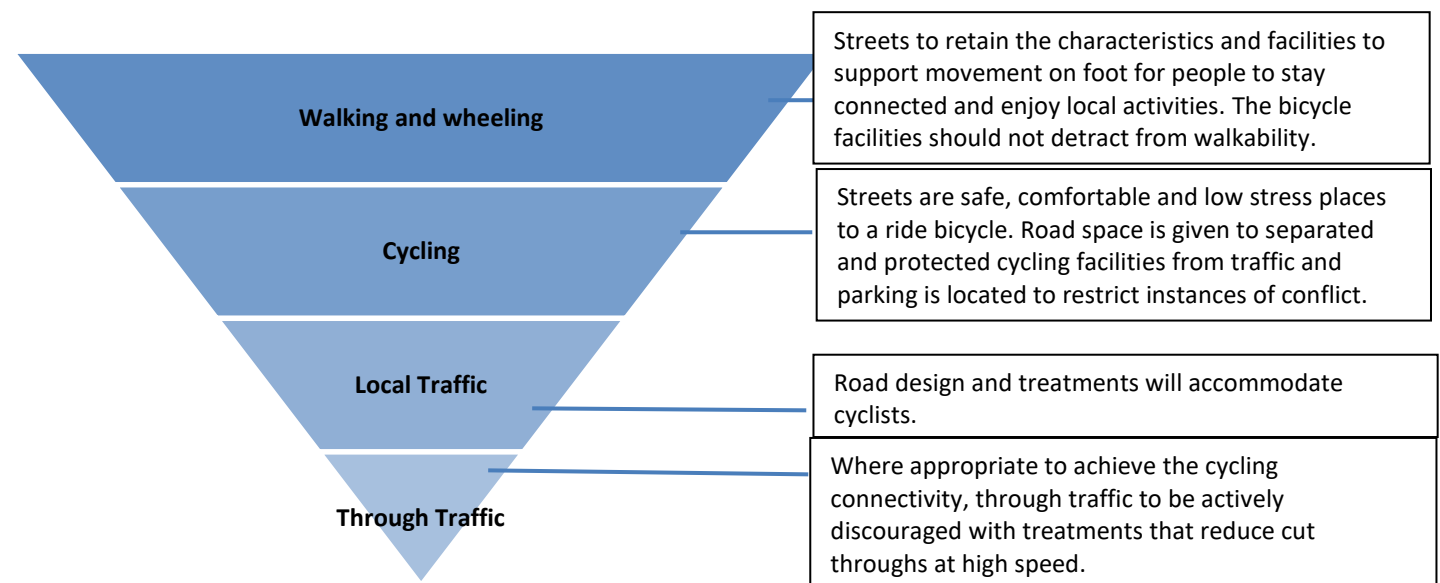 Walking and wheeling
Streets to retain the characteristics and facilities to
support movement on foot for people to stay
connected and enjoy local activities. The bicycle
facilities should not detract from walkability.
Cycling
Streets are safe, comfortable and low stress places
to a ride bicycle. Road space is given to separated
and protected cycling facilities from traffic and
parking is located to restrict instances of conflict.
Local Traffic
Road design and treatments will accommodate
cyclists.
Through Traffic
Where appropriate to achieve the cycling
connectivity, through traffic to be actively
discouraged with treatments that reduce cut
throughs at high speed.